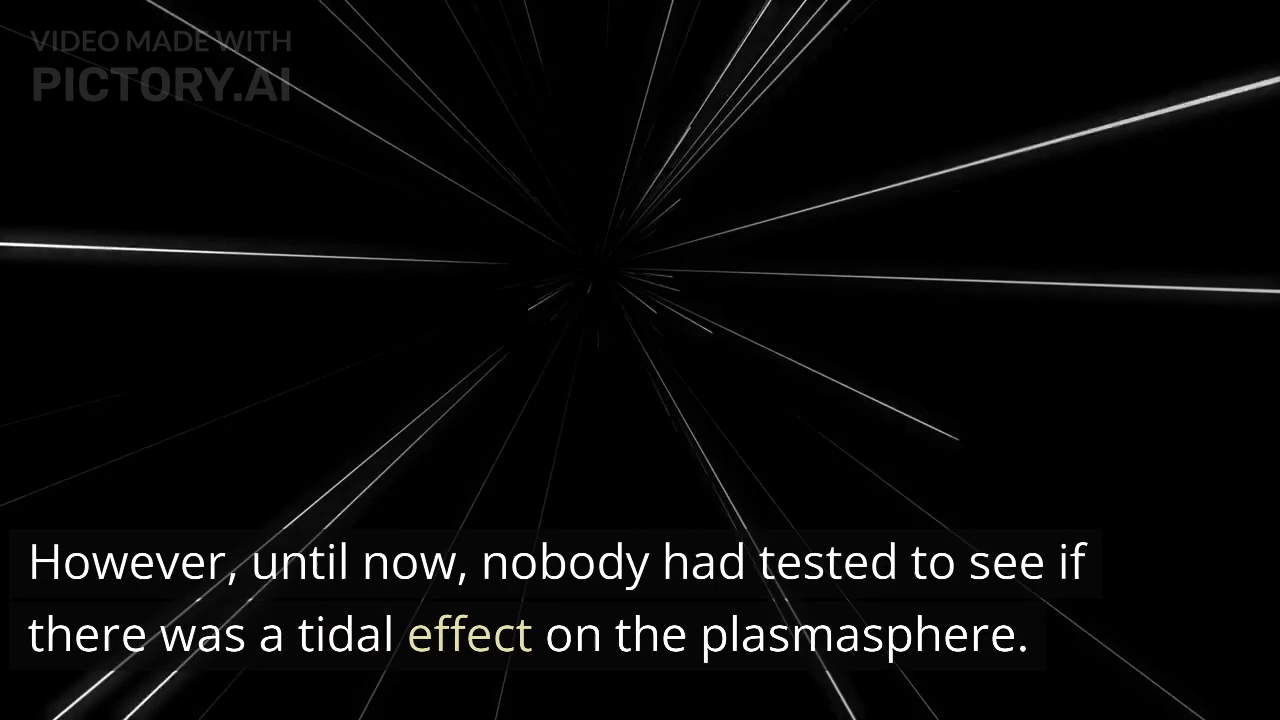 VIDEO MADE WITH
PICTORY.AI
However, until now, nobody had tested to see if
there was a tidal effect on the plasmasphere.